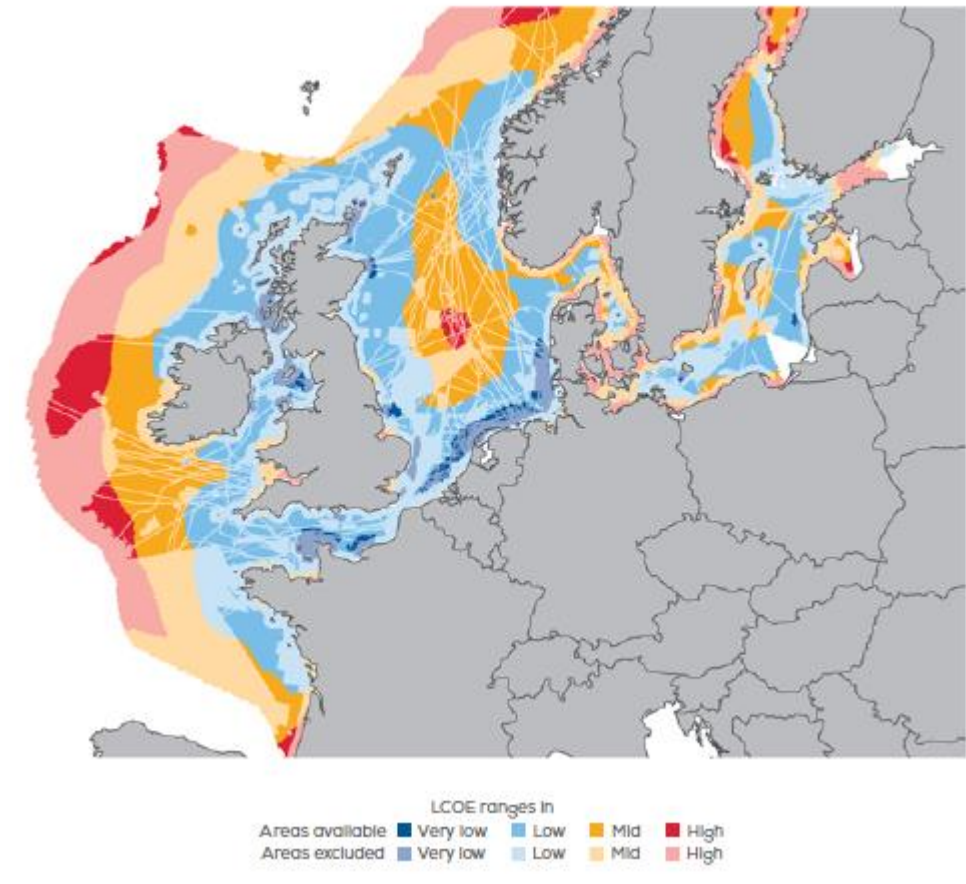 LCOE ranges in
Areas available Very low Low Mid High
Areas excluded Very low Low Mid High